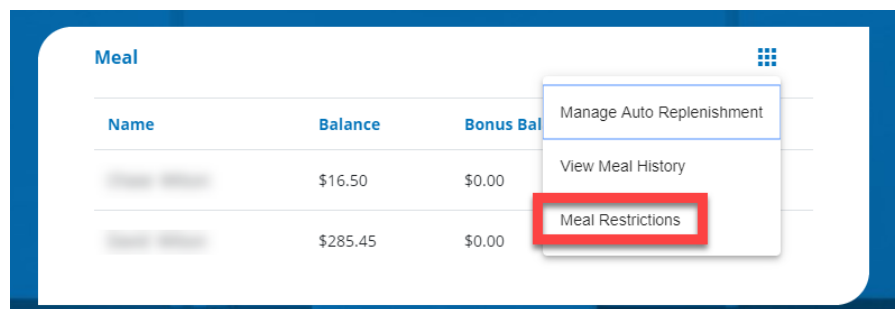 Meal
Manage Auto Replenishment
Name Balance Bonus Bal
View Meal History
$16.50 $0.00
Meal Restrictions
$285.45 $0.00